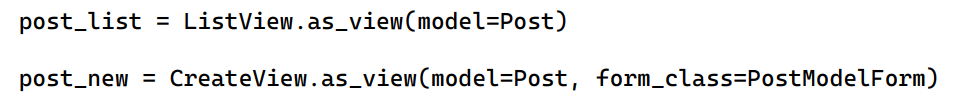 post_list = ListView.as_view(model=Post)
post_new = CreateView.as_view(model=Post, form_class=PostModelForm)